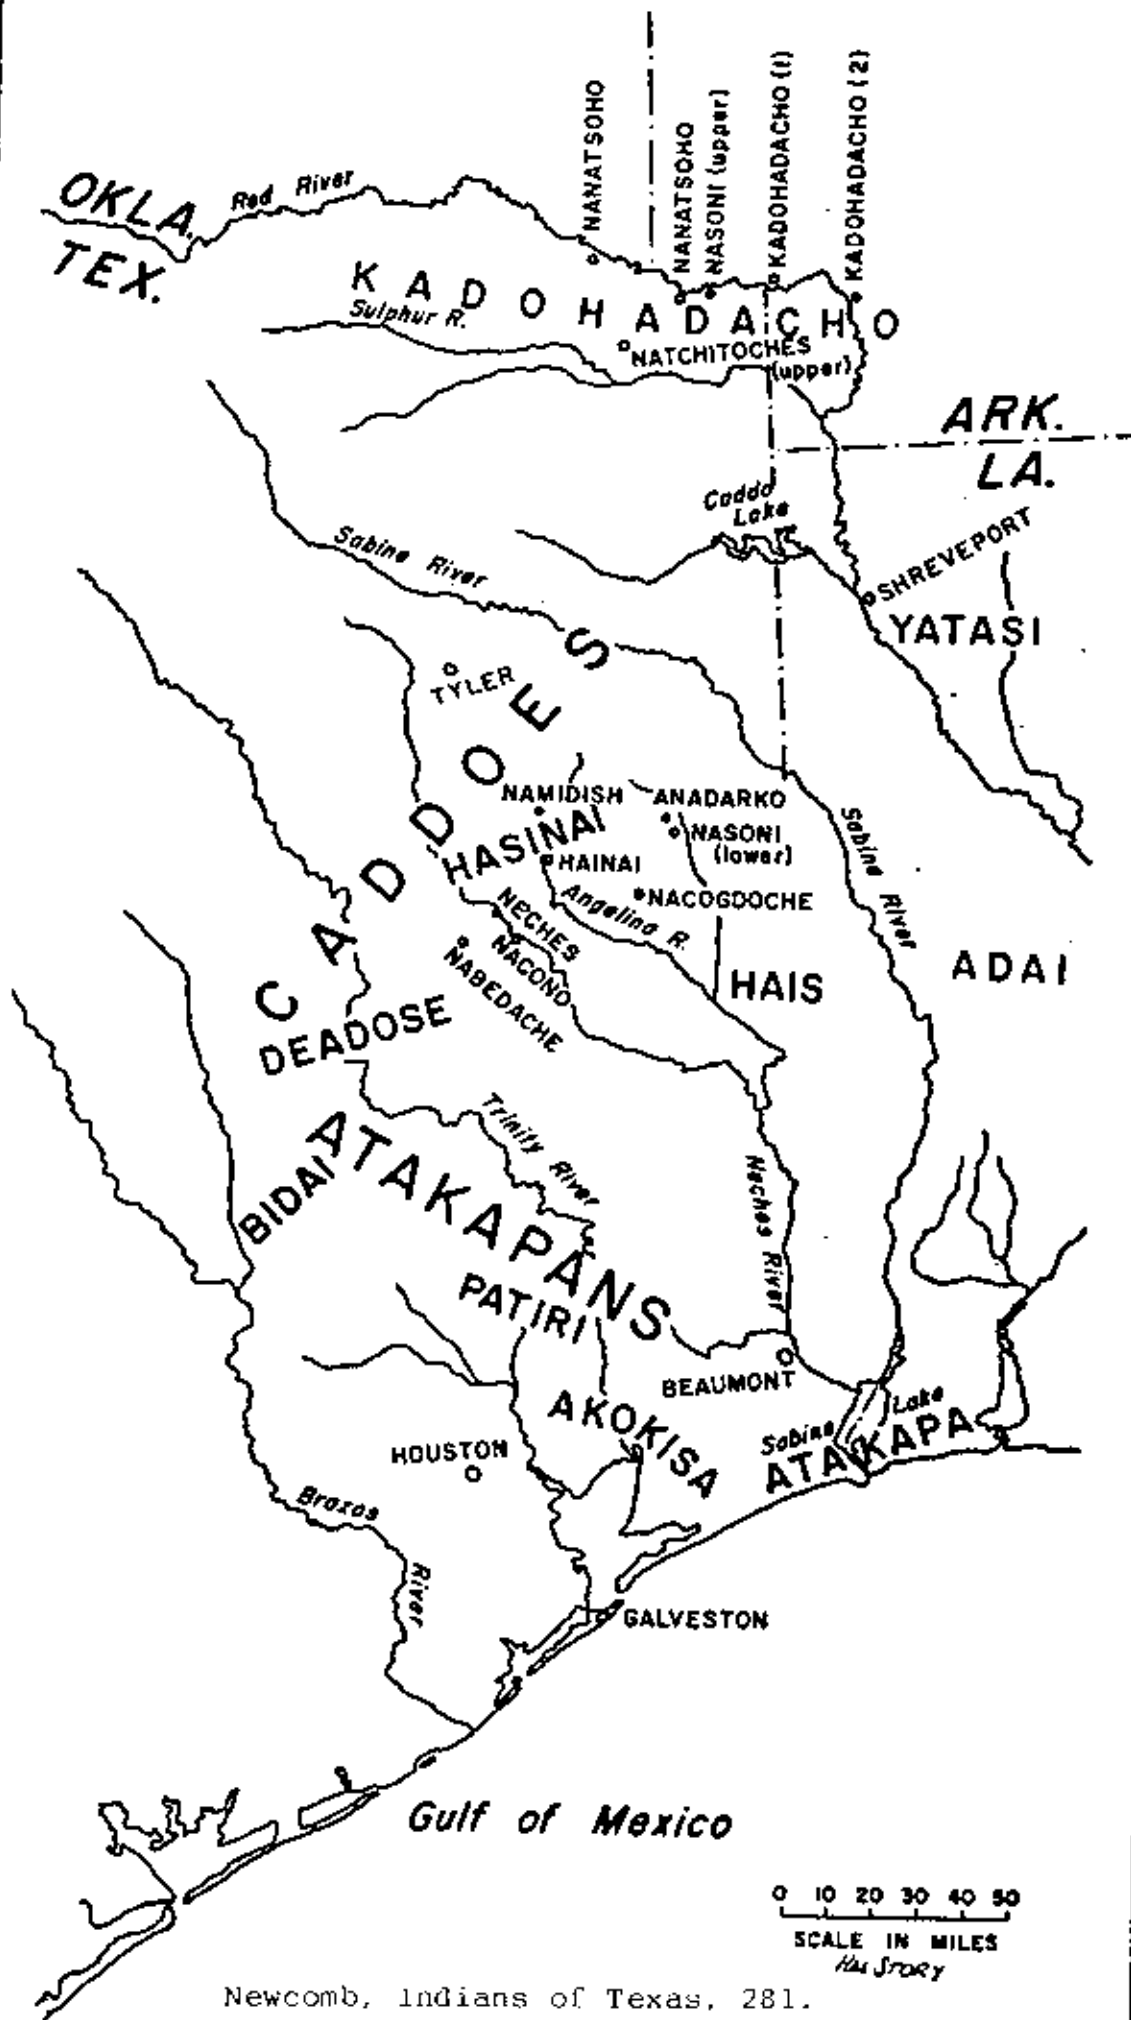 NANATSOHO
NANATSOHO
NASONI (upper)
KADOHADACHO (1)
KADOHADACHO (2)
OKLA.
Red River
TEX.
KADOHADACHO
Sulphur R.
NATCHITOCHES
(upper)
ARK.
LA.
Caddo
Lake
Sabine River
SHREVEPORT
YATASI
TYLER
CADDOES
NAMIDISH
ANADARKO
HASINAI
NASONI
(lower)
HAINAI
NACOGDOCHE
Sabine River
Angelina R.
NECHES
NACONO
NABEDACHE
HAIS
ADAI
DEADOSE
Trinity River
ATAKAPANS
BIDAI
Neches River
PATIRI
BEAUMONT
AKOKISA
Sabine Lake
ATAKAPA
HOUSTON
Brazos River
GALVESTON
Gulf of Mexico
0 10 20 30 40 50
SCALE IN MILES
Hal Story
Newcomb, Indians of Texas, 281.